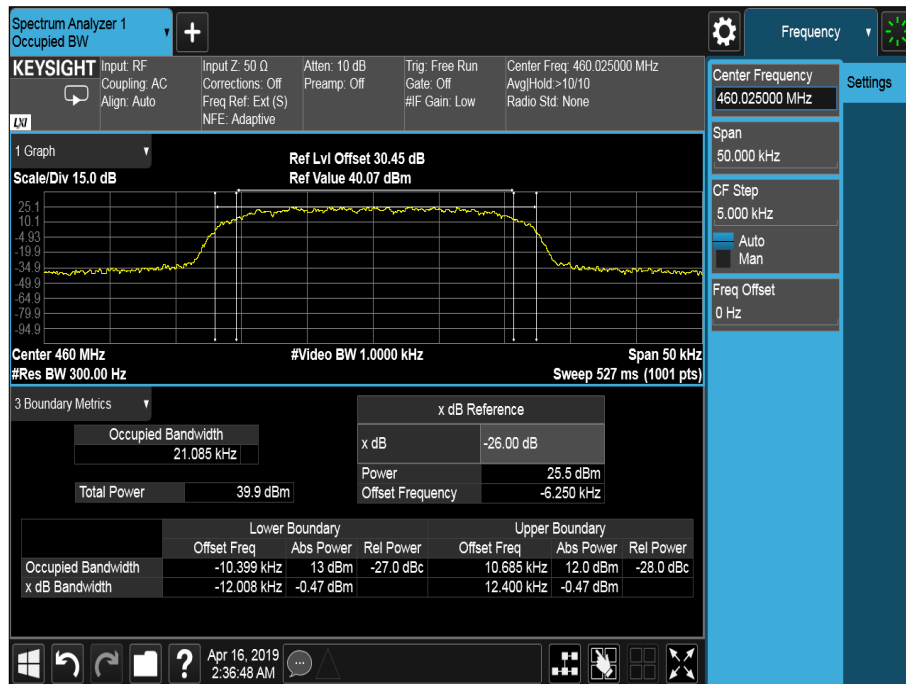 Spectrum Analyzer 1
Occupied BW
Frequency
KEYSIGHT
LXI
Input: RF
Coupling: AC
Align: Auto
Input Z: 50 Ω
Corrections: Off
Freq Ref: Ext (S)
NFE: Adaptive
Atten: 10 dB
Preamp: Off
Trig: Free Run
Gate: Off
#IF Gain: Low
Center Freq: 460.025000 MHz
Avg|Hold:>10/10
Radio Std: None
Center Frequency
460.025000 MHz
Settings
Span
50.000 kHz
CF Step
5.000 kHz
Auto
Man
Freq Offset
0 Hz
1 Graph
Scale/Div 15.0 dB
Ref Lvl Offset 30.45 dB
Ref Value 40.07 dBm
25.1
10.1
-4.93
-19.9
-34.9
-49.9
-64.9
-79.9
-94.9
Center 460 MHz
#Video BW 1.0000 kHz
Span 50 kHz
#Res BW 300.00 Hz
Sweep 527 ms (1001 pts)
3 Boundary Metrics
Occupied Bandwidth
21.085 kHz
Total Power 39.9 dBm
x dB Reference
x dB -26.00 dB
Power 25.5 dBm
Offset Frequency -6.250 kHz
Lower Boundary Upper Boundary
Offset Freq Abs Power Rel Power Offset Freq Abs Power Rel Power
Occupied Bandwidth -10.399 kHz 13 dBm -27.0 dBc 10.685 kHz 12.0 dBm -28.0 dBc
x dB Bandwidth -12.008 kHz -0.47 dBm 12.400 kHz -0.47 dBm
?
Apr 16, 2019
2:36:48 AM